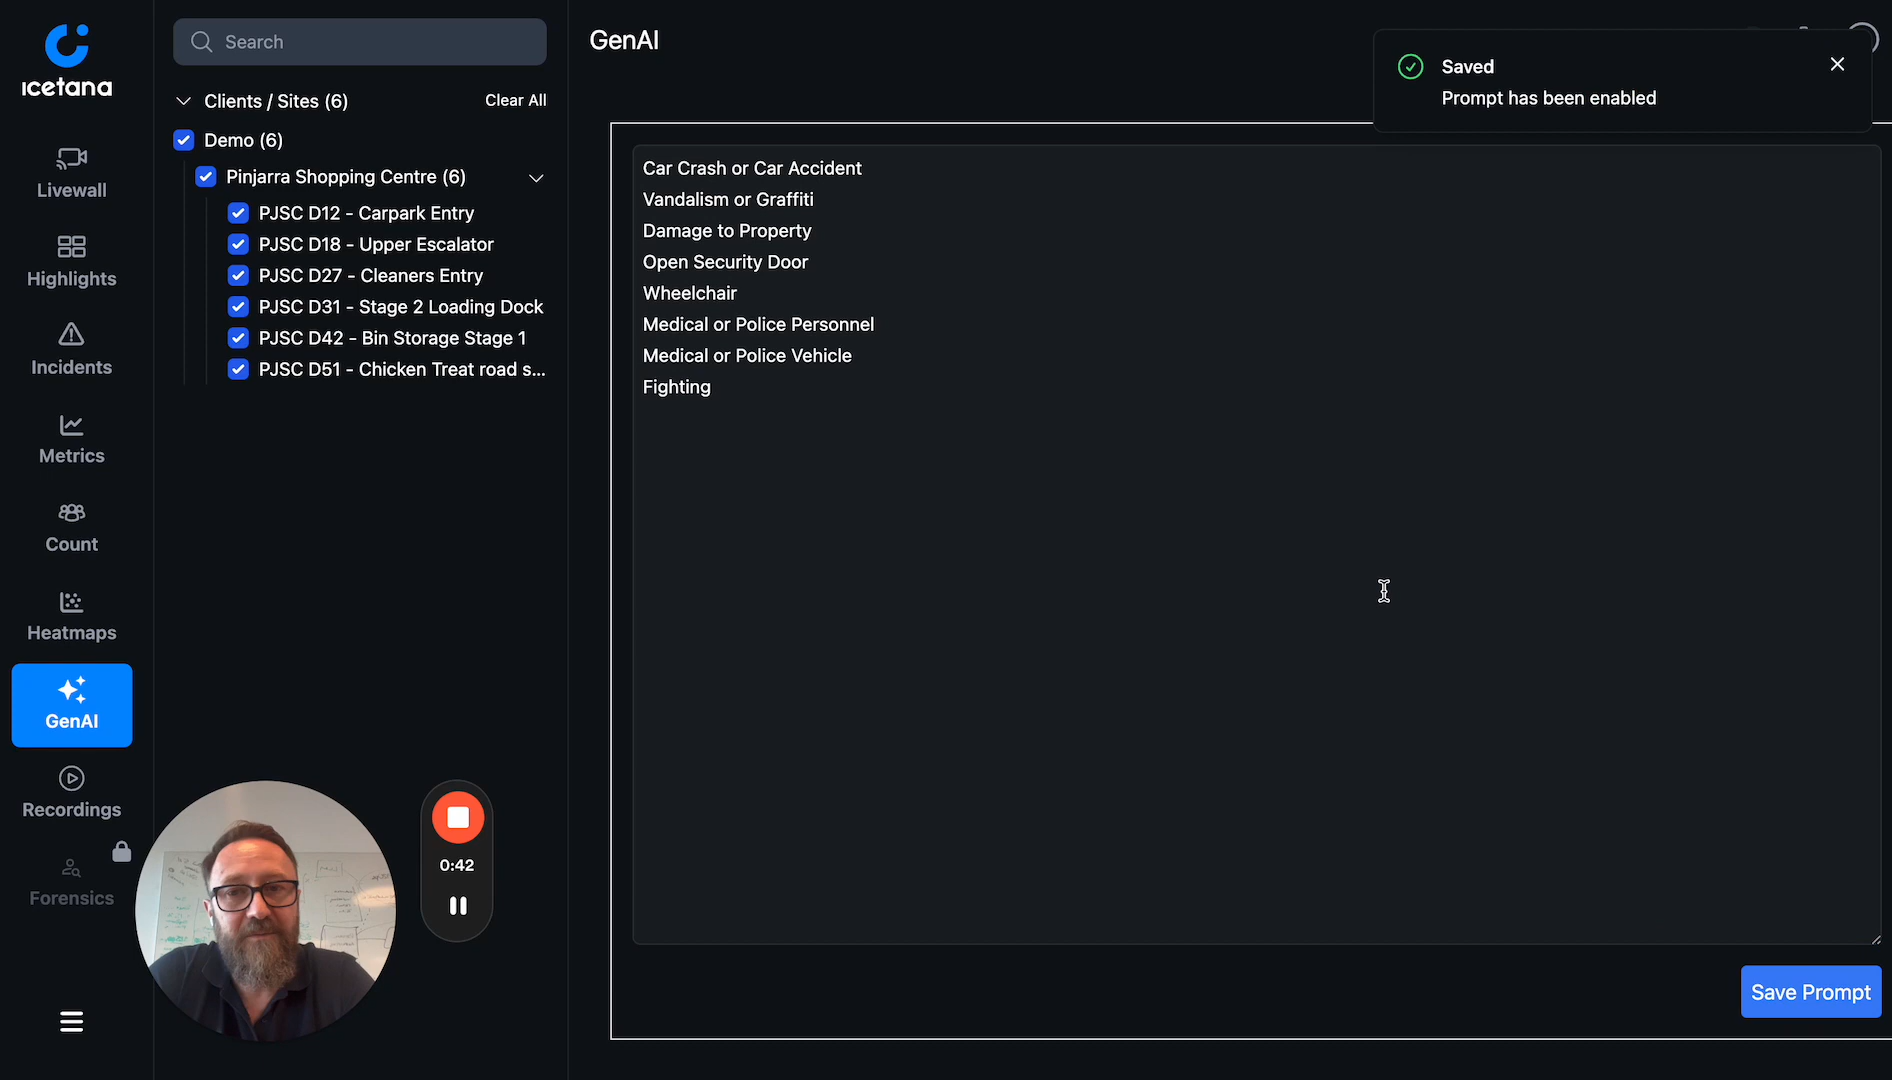 icetana
Livewall
Highlights
Incidents
Metrics
Count
Heatmaps
GenAI
Recordings
Forensics
Search
Clients / Sites (6)
Clear All
Demo (6)
Pinjarra Shopping Centre (6)
PJSC D12 - Carpark Entry
PJSC D18 - Upper Escalator
PJSC D27 - Cleaners Entry
PJSC D31 - Stage 2 Loading Dock
PJSC D42 - Bin Storage Stage 1
PJSC D51 - Chicken Treat road s...
0:42
GenAI
Saved
Prompt has been enabled
Car Crash or Car Accident
Vandalism or Graffiti
Damage to Property
Open Security Door
Wheelchair
Medical or Police Personnel
Medical or Police Vehicle
Fighting
Save Prompt